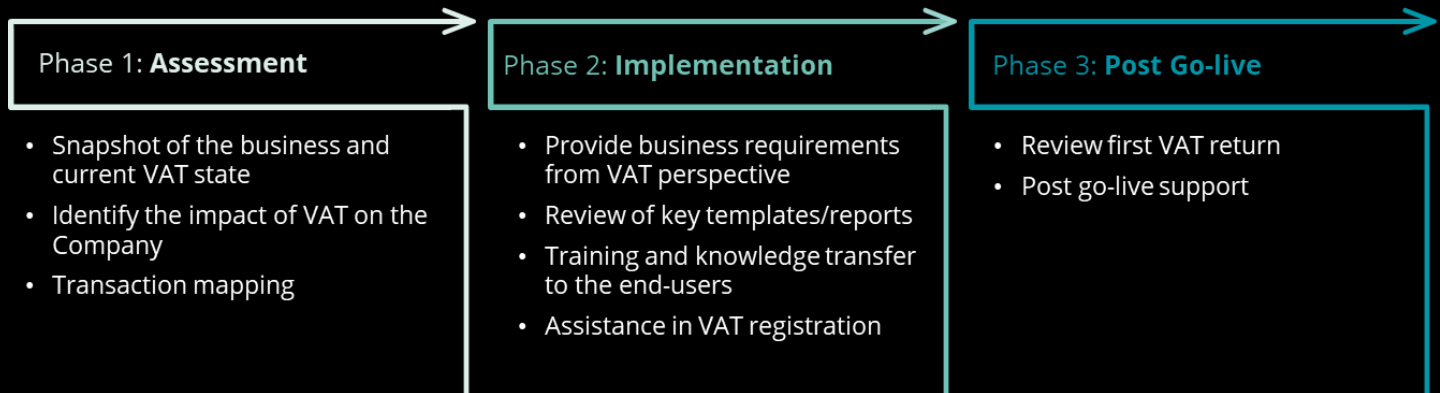 Phase 1: Assessment
• Snapshot of the business and
current VAT state
• Identify the impact of VAT on the
Company
• Transaction mapping
Phase 2: Implementation
• Provide business requirements
from VAT perspective
• Review of key templates/reports
• Training and knowledge transfer
to the end-users
• Assistance in VAT registration
Phase 3: Post Go-live
• Review first VAT return
• Post go-live support